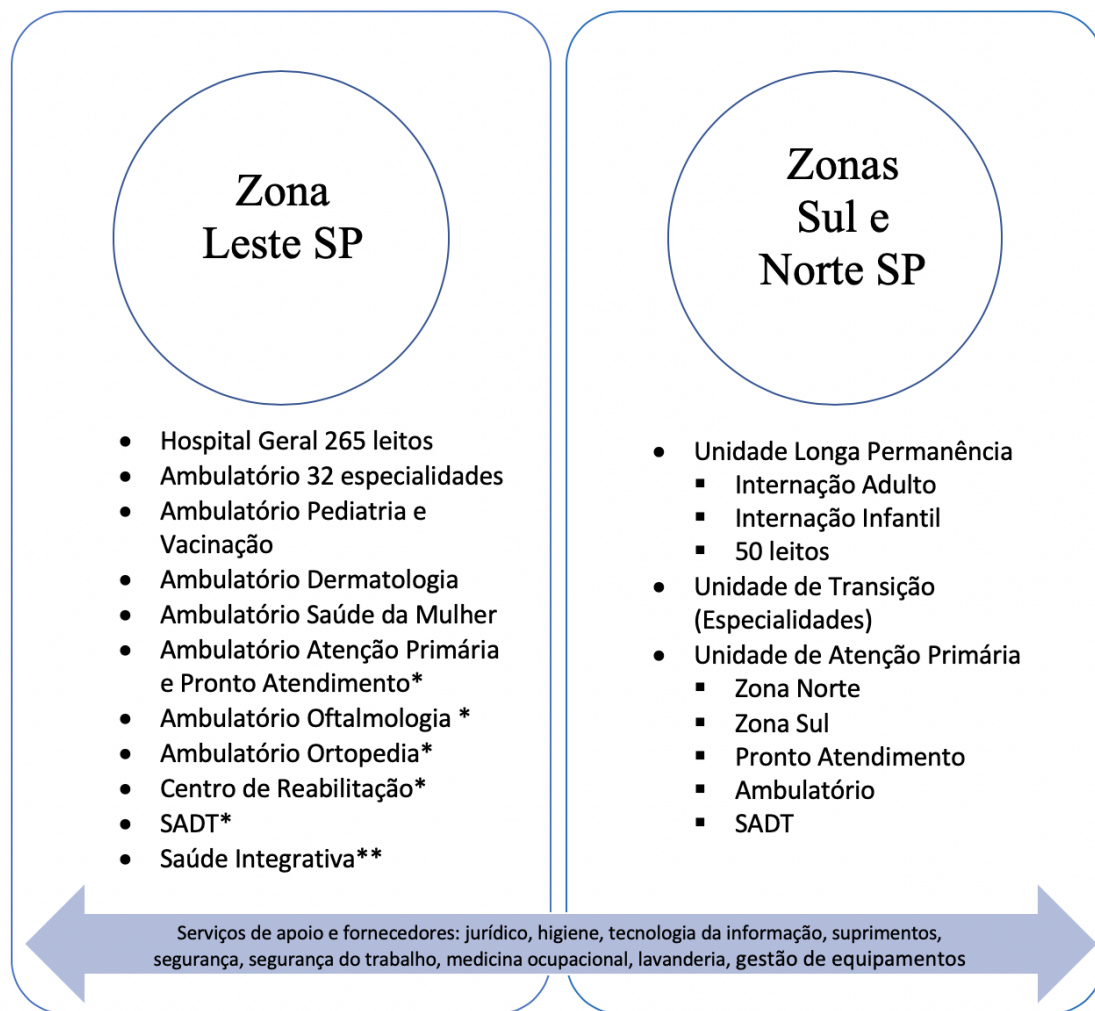 Zona
Leste SP
• Hospital Geral 265 leitos
• Ambulatório 32 especialidades
• Ambulatório Pediatria e
Vacinação
• Ambulatório Dermatologia
• Ambulatório Saúde da Mulher
• Ambulatório Atenção Primária
e Pronto Atendimento*
• Ambulatório Oftalmologia *
• Ambulatório Ortopedia*
• Centro de Reabilitação*
• SADT*
• Saúde Integrativa**
Zonas
Sul e
Norte SP
• Unidade Longa Permanência
▪ Internação Adulto
▪ Internação Infantil
▪ 50 leitos
• Unidade de Transição
(Especialidades)
• Unidade de Atenção Primária
▪ Zona Norte
▪ Zona Sul
▪ Pronto Atendimento
▪ Ambulatório
▪ SADT
Serviços de apoio e fornecedores: jurídico, higiene, tecnologia da informação, suprimentos,
segurança, segurança do trabalho, medicina ocupacional, lavanderia, gestão de equipamentos